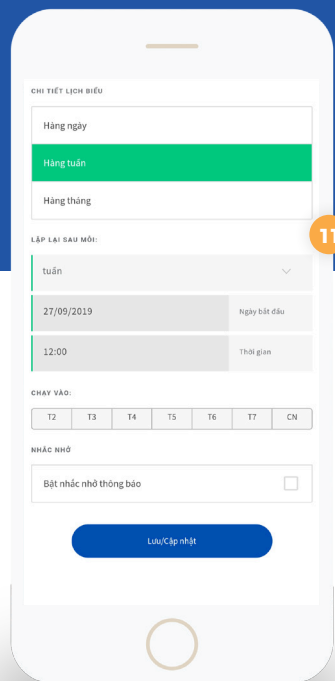 CHI TIẾT LỊCH BIỂU
Hàng ngày
Hàng tuần
Hàng tháng
LẶP LẠI SAU MỖI:
11
tuần
27/09/2019 Ngày bắt đầu
12:00 Thời gian
CHẠY VÀO:
T2 T3 T4 T5 T6 T7 CN
NHẮC NHỞ
Bật nhắc nhở thông báo
Lưu/Cập nhật